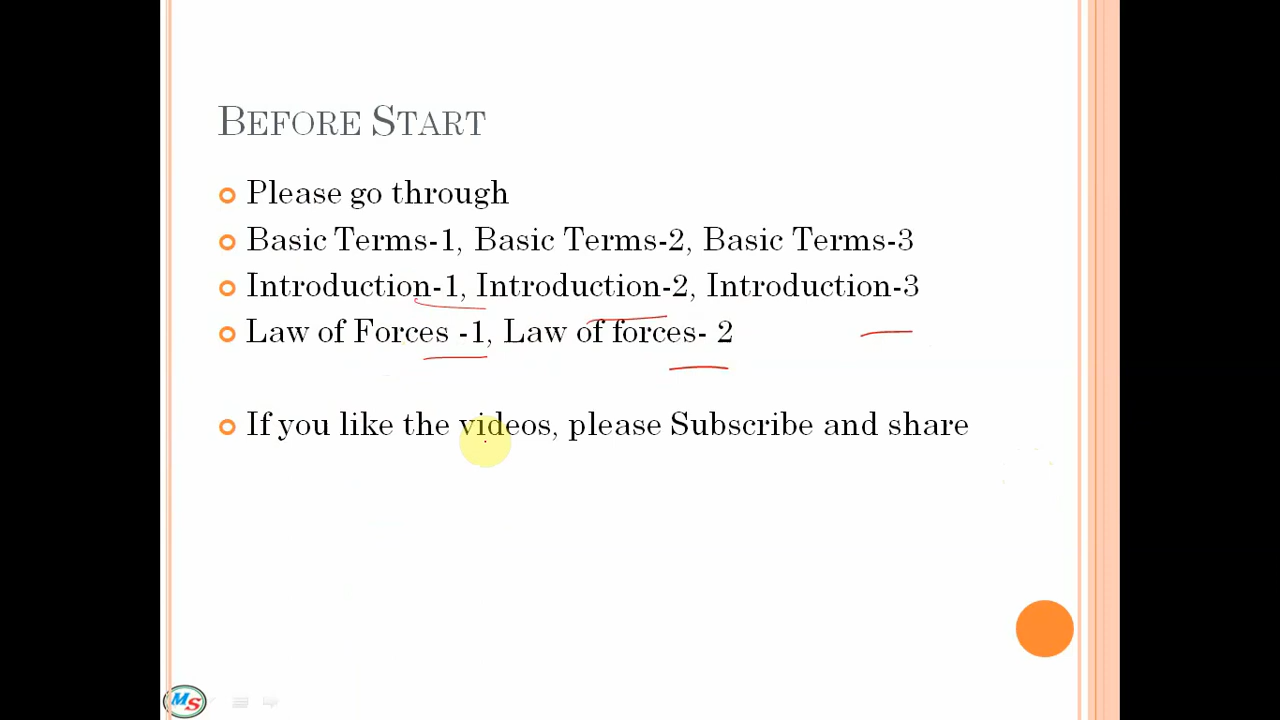 BEFORE START
Please go through
Basic Terms-1, Basic Terms-2, Basic Terms-3
Introduction-1, Introduction-2, Introduction-3
Law of Forces -1, Law of forces- 2
If you like the videos, please Subscribe and share
MS